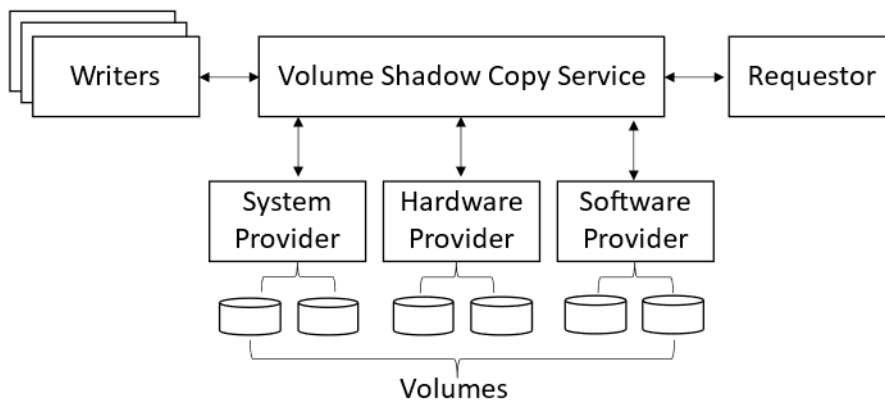 Writers
Volume Shadow Copy Service
Requestor
System
Provider
Hardware
Provider
Software
Provider
Volumes